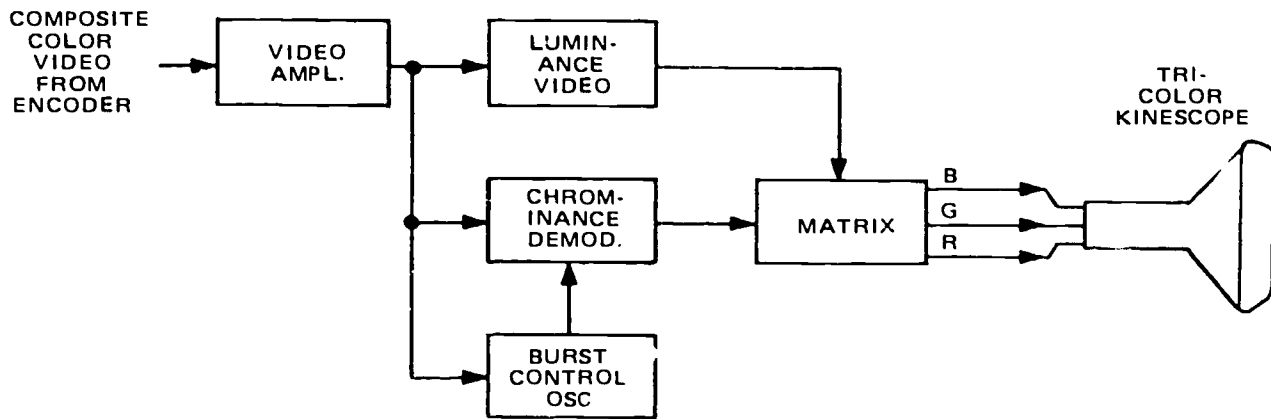 COMPOSITE
COLOR
VIDEO
FROM
ENCODER
VIDEO
AMPL.
LUMIN-
ANCE
VIDEO
TRI-
COLOR
KINESCOPE
CHROM-
INANCE
DEMOD.
MATRIX
B
G
R
BURST
CONTROL
OSC